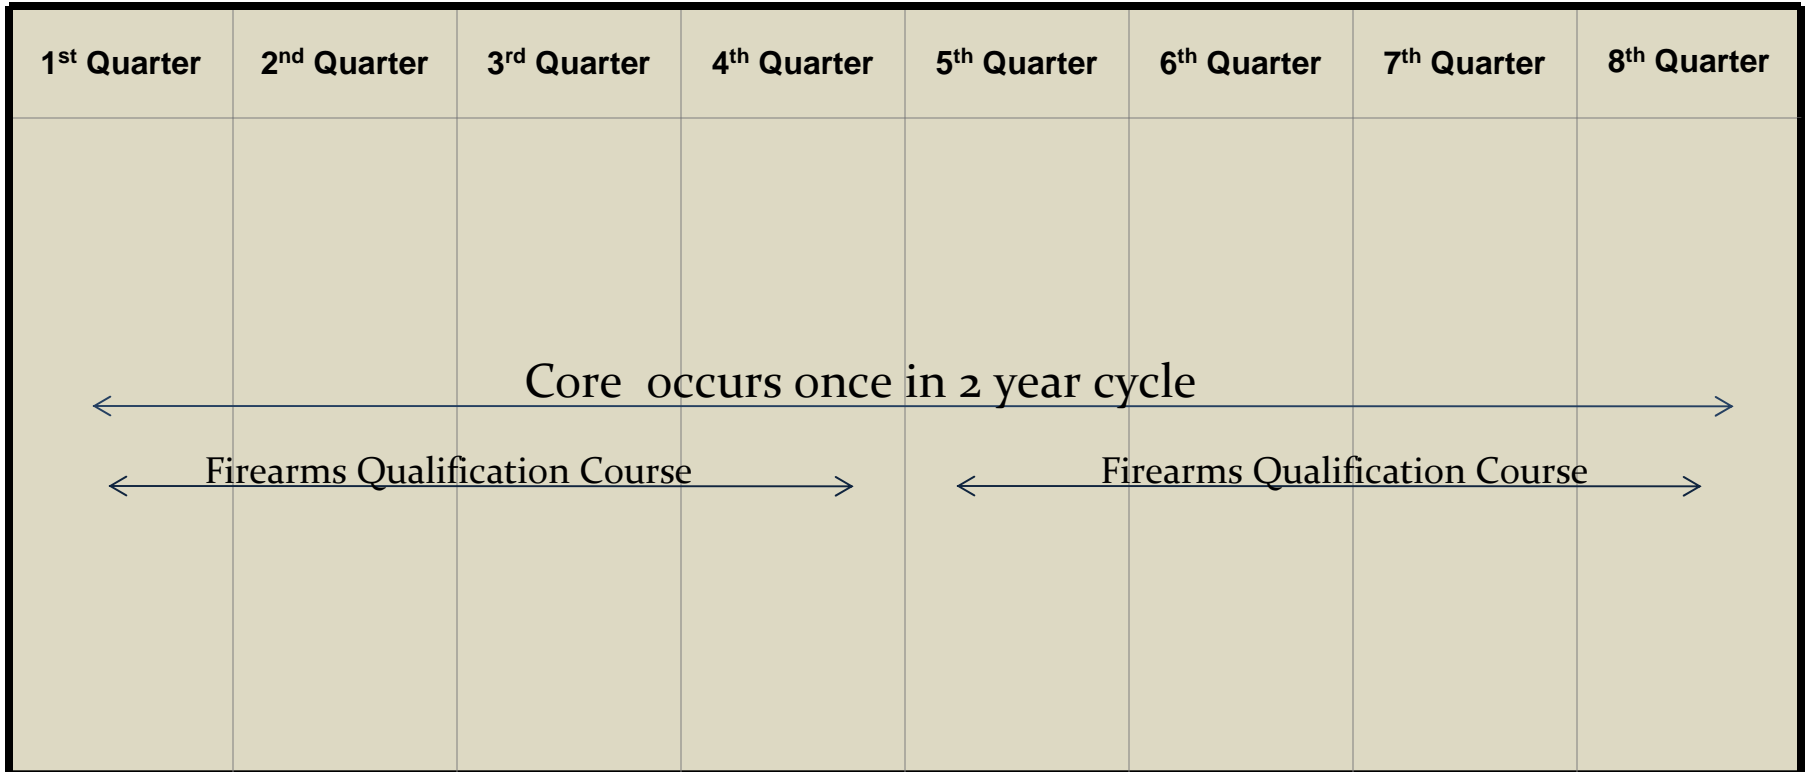 1st Quarter 2nd Quarter 3rd Quarter 4th Quarter 5th Quarter 6th Quarter 7th Quarter 8th Quarter
Core  occurs once in 2 year cycle
Firearms Qualification Course Firearms Qualification Course